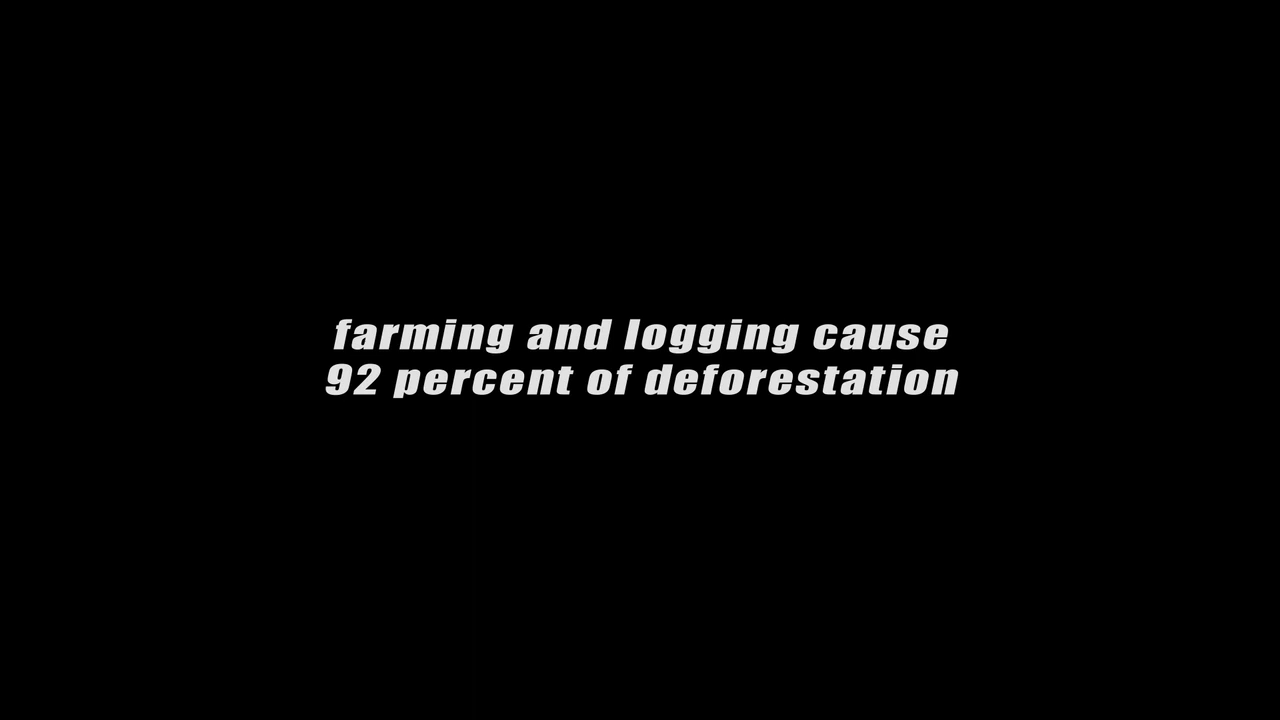 farming and logging cause
92 percent of deforestation